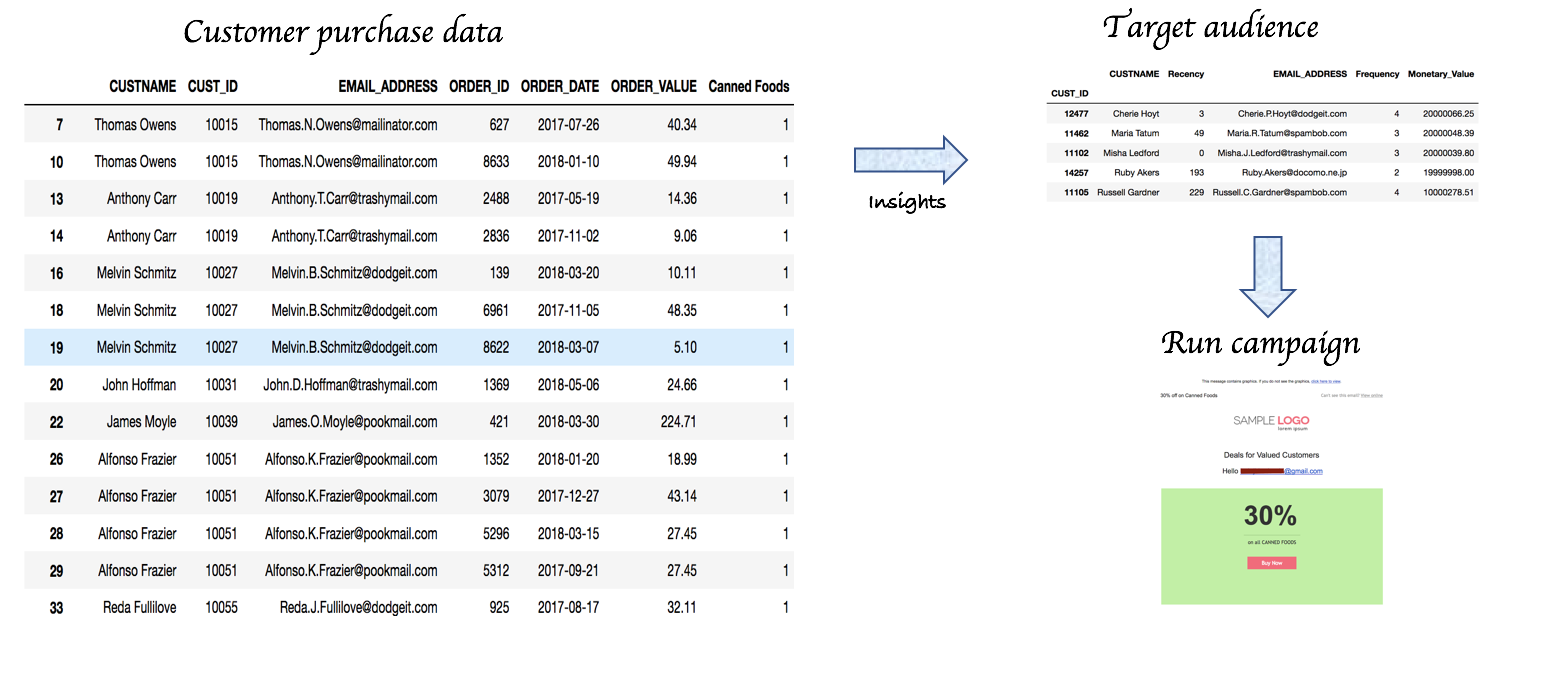 Customer purchase data
CUSTNAME CUST_ID EMAIL_ADDRESS ORDER_ID ORDER_DATE ORDER_VALUE Canned Foods
7 Thomas Owens 10015 Thomas.N.Owens@mailinator.com 627 2017-07-26 40.34 1
10 Thomas Owens 10015 Thomas.N.Owens@mailinator.com 8633 2018-01-10 49.94 1
13 Anthony Carr 10019 Anthony.T.Carr@trashymail.com 2488 2017-05-19 14.36 1
14 Anthony Carr 10019 Anthony.T.Carr@trashymail.com 2836 2017-11-02 9.06 1
16 Melvin Schmitz 10027 Melvin.B.Schmitz@dodgeit.com 139 2018-03-20 10.11 1
18 Melvin Schmitz 10027 Melvin.B.Schmitz@dodgeit.com 6961 2017-11-05 48.35 1
19 Melvin Schmitz 10027 Melvin.B.Schmitz@dodgeit.com 8622 2018-03-07 5.10 1
20 John Hoffman 10031 John.D.Hoffman@trashymail.com 1369 2018-05-06 24.66 1
22 James Moyle 10039 James.O.Moyle@pookmail.com 421 2018-03-30 224.71 1
26 Alfonso Frazier 10051 Alfonso.K.Frazier@pookmail.com 1352 2018-01-20 18.99 1
27 Alfonso Frazier 10051 Alfonso.K.Frazier@pookmail.com 3079 2017-12-27 43.14 1
28 Alfonso Frazier 10051 Alfonso.K.Frazier@pookmail.com 5296 2018-03-15 27.45 1
29 Alfonso Frazier 10051 Alfonso.K.Frazier@pookmail.com 5312 2017-09-21 27.45 1
33 Reda Fullilove 10055 Reda.J.Fullilove@dodgeit.com 925 2017-08-17 32.11 1
Insights
Target audience
CUSTNAME Recency EMAIL_ADDRESS Frequency Monetary_Value
CUST_ID
12477 Cherie Hoyt 3 Cherie.P.Hoyt@dodgeit.com 4 20000066.25
11462 Maria Tatum 49 Maria.R.Tatum@spambob.com 3 20000048.39
11102 Misha Ledford 0 Misha.J.Ledford@trashymail.com 3 20000039.80
14257 Ruby Akers 193 Ruby.Akers@docomo.ne.jp 2 19999998.00
11105 Russell Gardner 229 Russell.C.Gardner@spambob.com 4 10000278.51
Run campaign
This message contains graphics. If you do not see the graphics, click here to view.
30% off on Canned Foods Can't see this email? View online
SAMPLE LOGO
lorem ipsum
Deals for Valued Customers
Hello @gmail.com
30%
on all CANNED FOODS
Buy Now